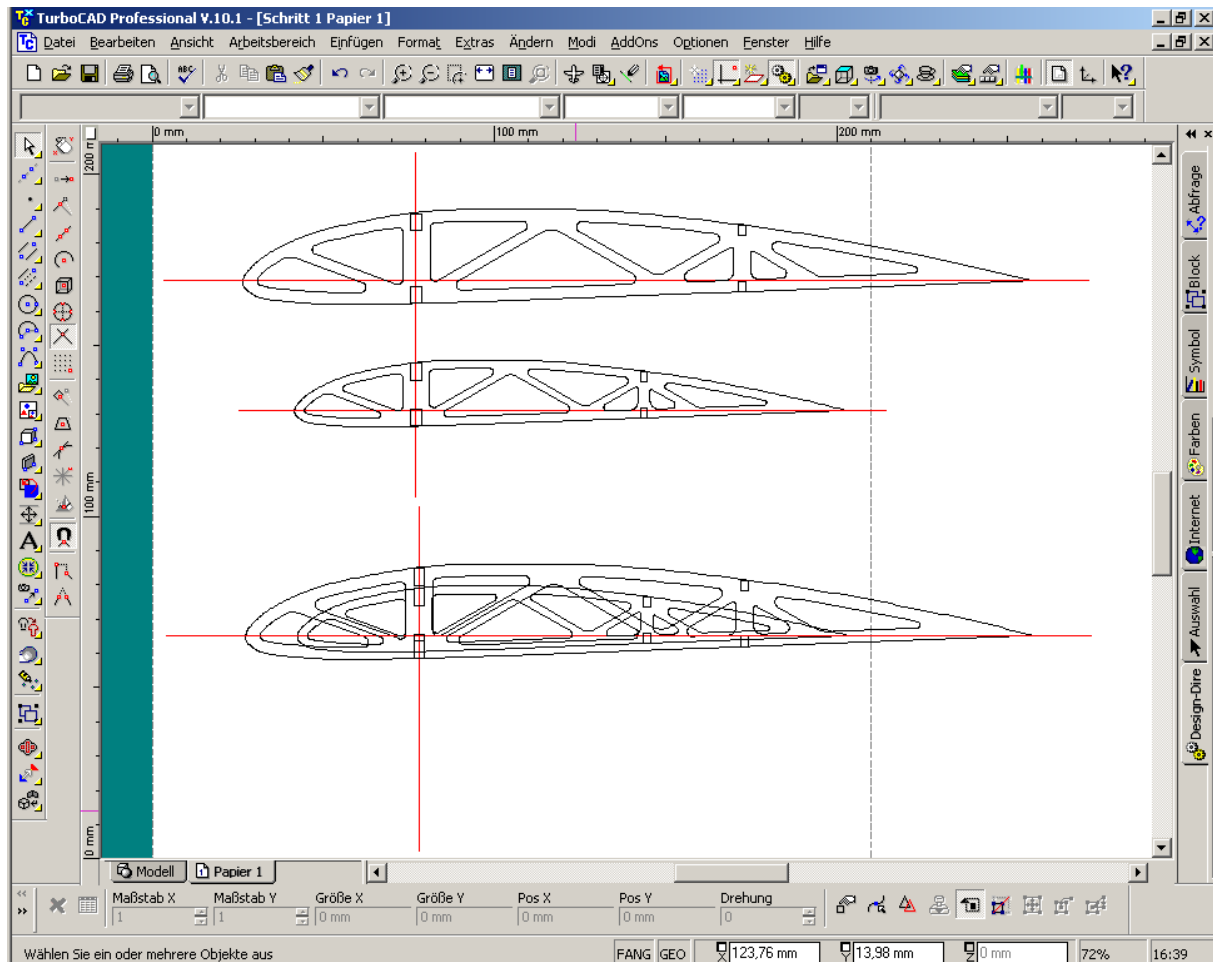 TurboCAD Professional V.10.1 - [Schritt 1 Papier 1]
Datei Bearbeiten Ansicht Arbeitsbereich Einfügen Format Extras Ändern Modi AddOns Optionen Fenster Hilfe
0 mm 100 mm 200 mm
200 m
100 mm
0 mm
Abfrage
Block
Symbol
Farben
Internet
Auswahl
Design-Dire
Modell Papier 1
Maßstab X Maßstab Y Größe X Größe Y Pos X Pos Y Drehung
1 1 0 mm 0 mm 0 mm 0 mm 0
Wählen Sie ein oder mehrere Objekte aus FANG GEO X 123,76 mm Y 13,98 mm Z 0 mm 72% 16:39